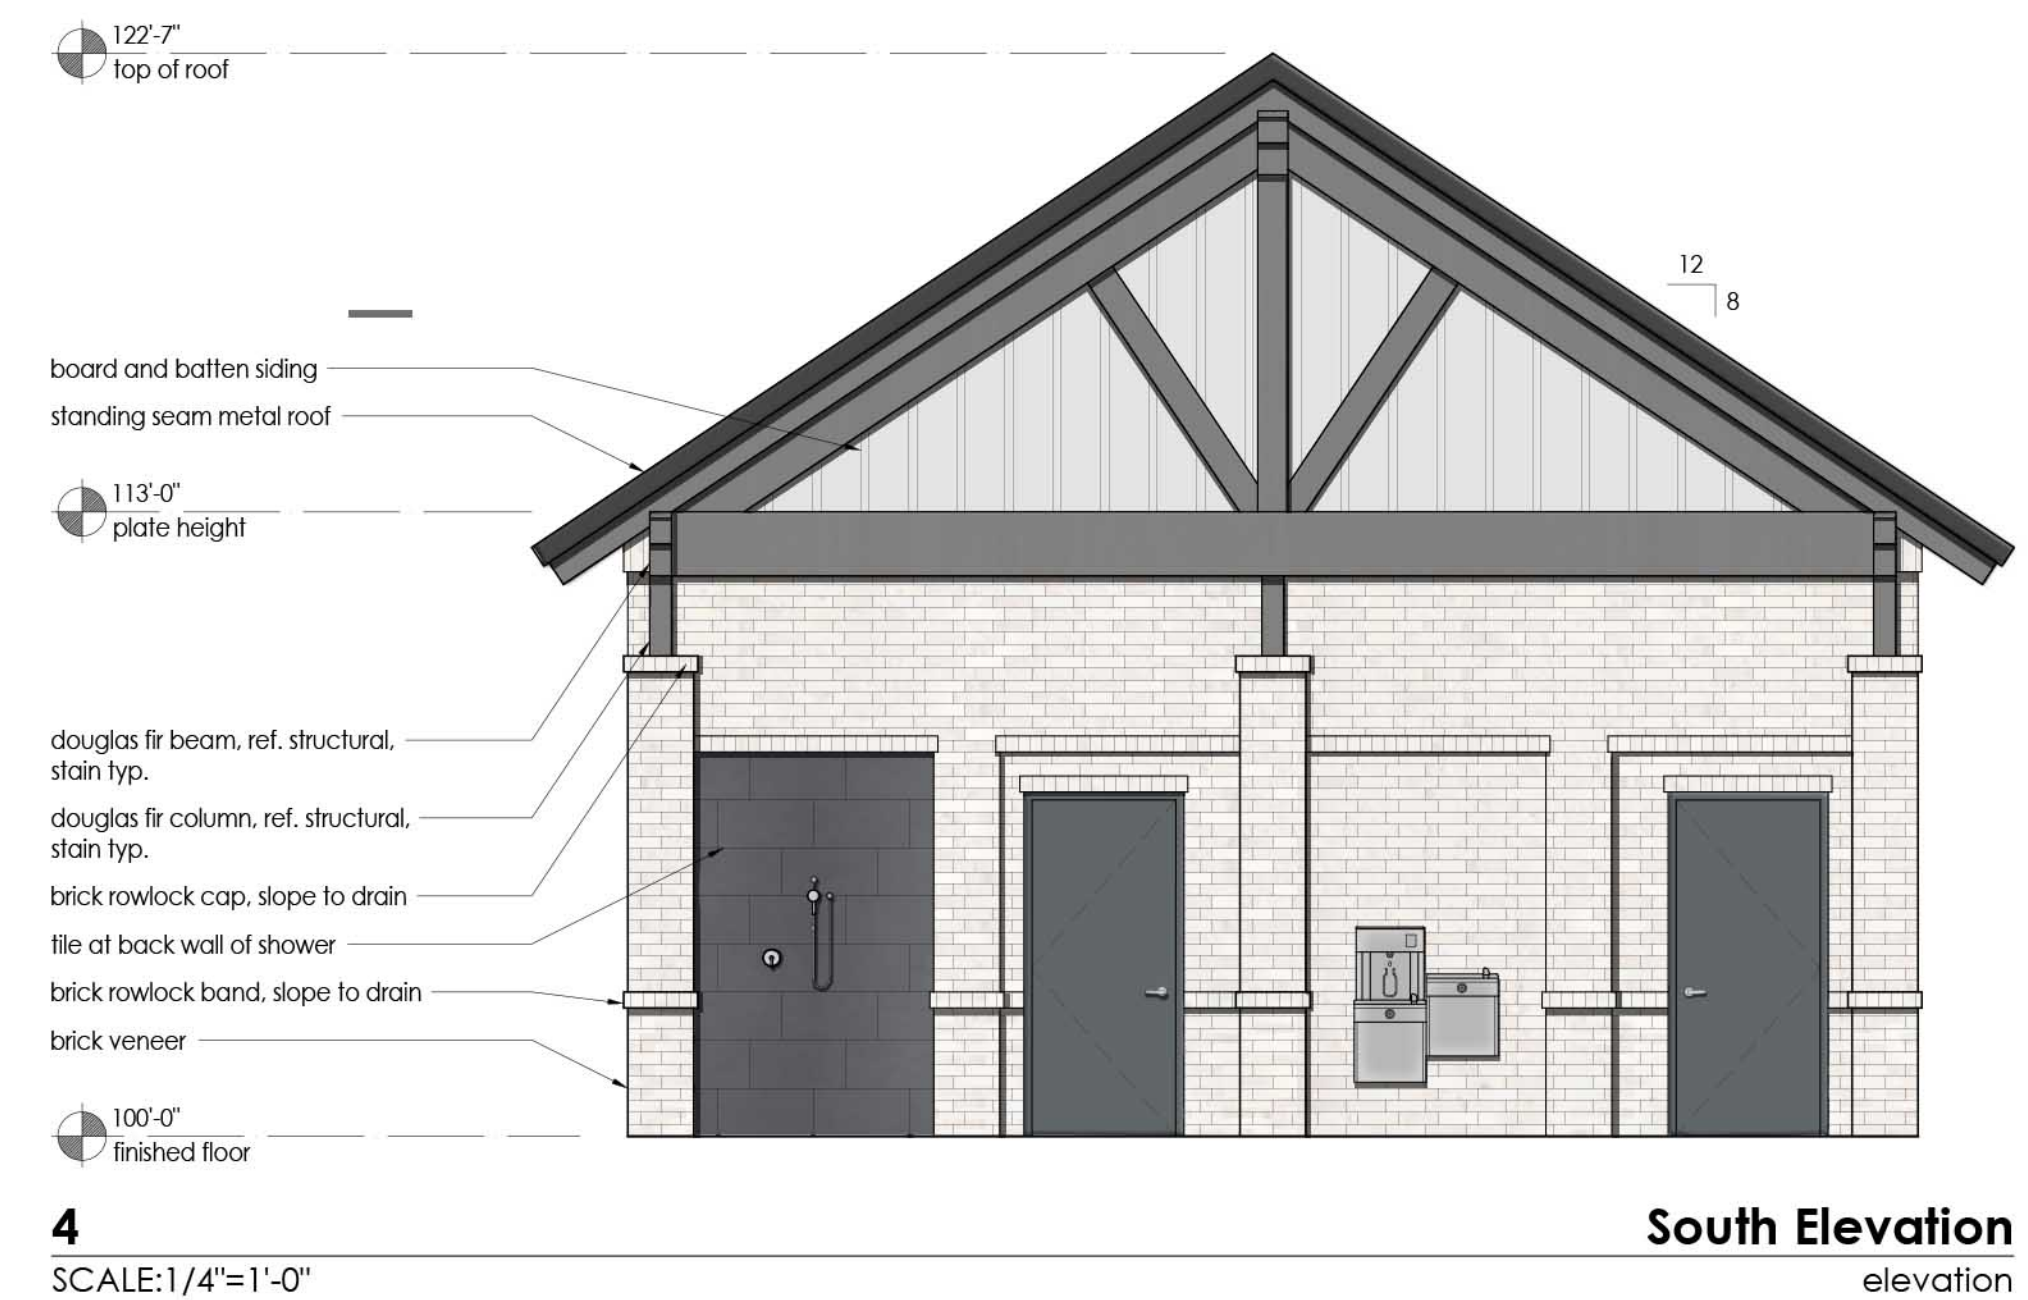 122'-7"
top of roof
12
8
board and batten siding
standing seam metal roof
113'-0"
plate height
douglas fir beam, ref. structural,
stain typ.
douglas fir column, ref. structural,
stain typ.
brick rowlock cap, slope to drain
tile at back wall of shower
brick rowlock band, slope to drain
brick veneer
100'-0"
finished floor
4
South Elevation
SCALE:1/4"=1'-0"
elevation